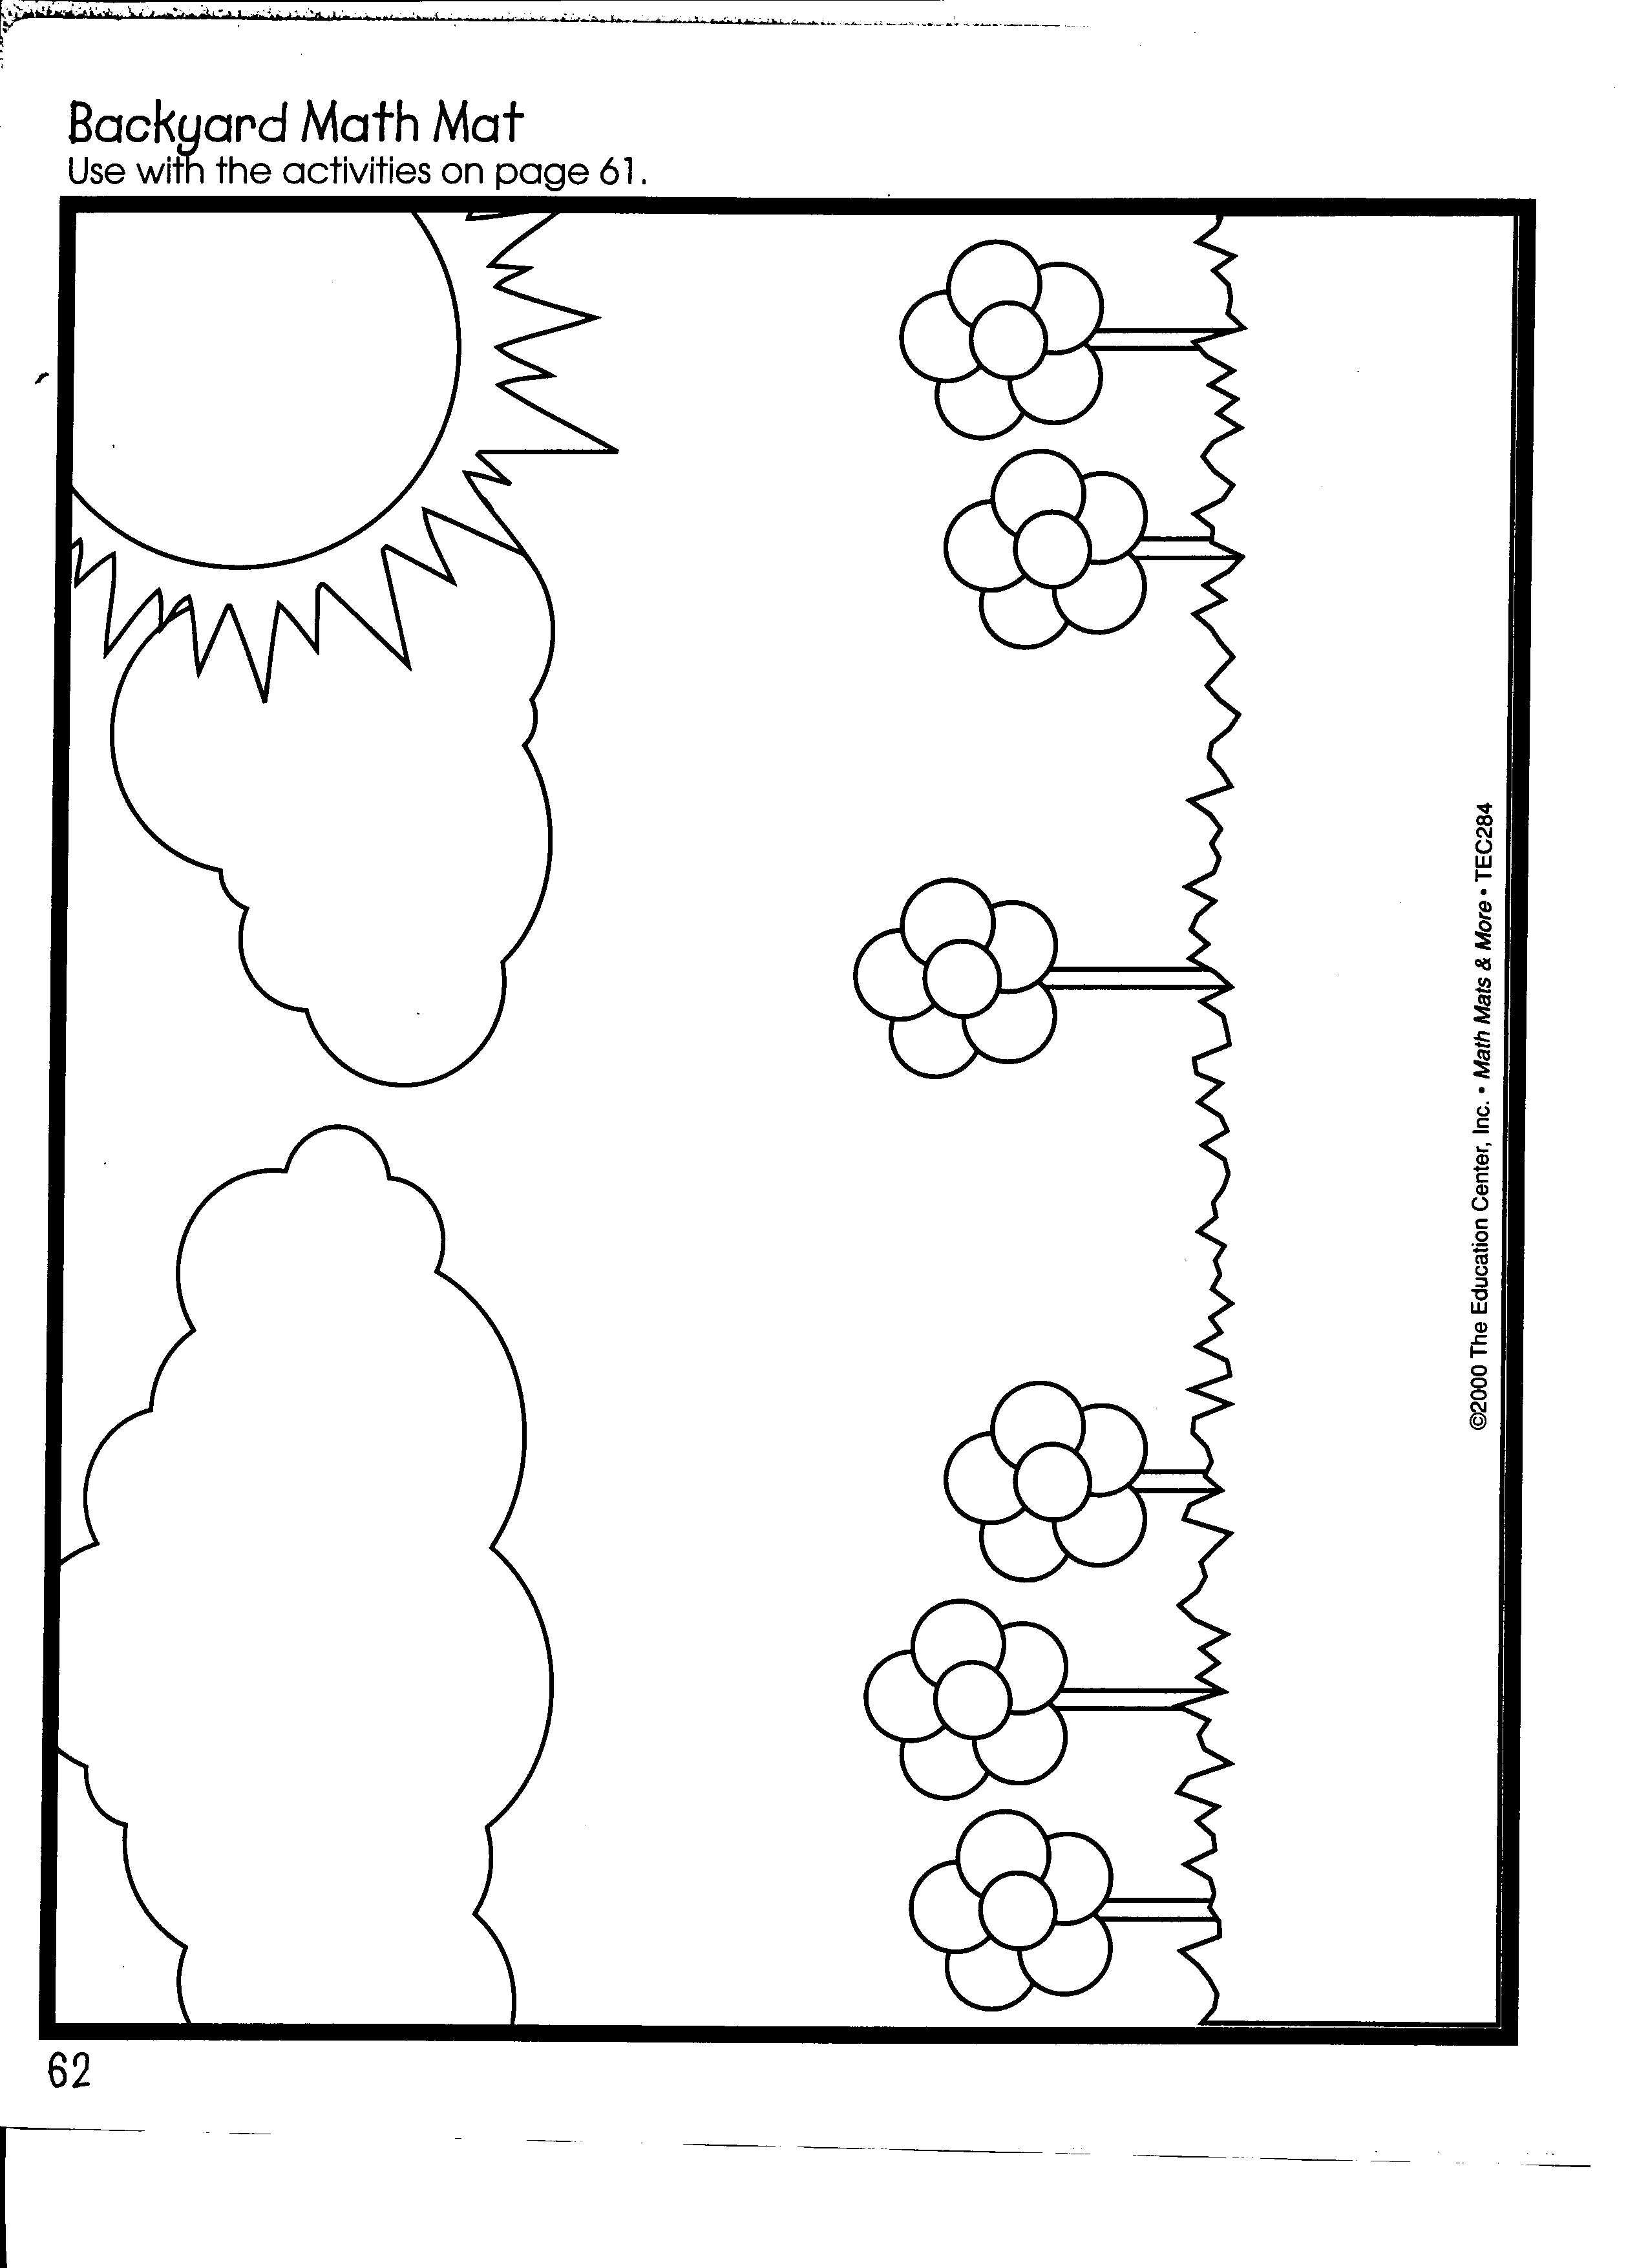 Backyard Math Mat
Use with the activities on page 61.
©2000 The Education Center, Inc. • Math Mats & More • TEC284
62